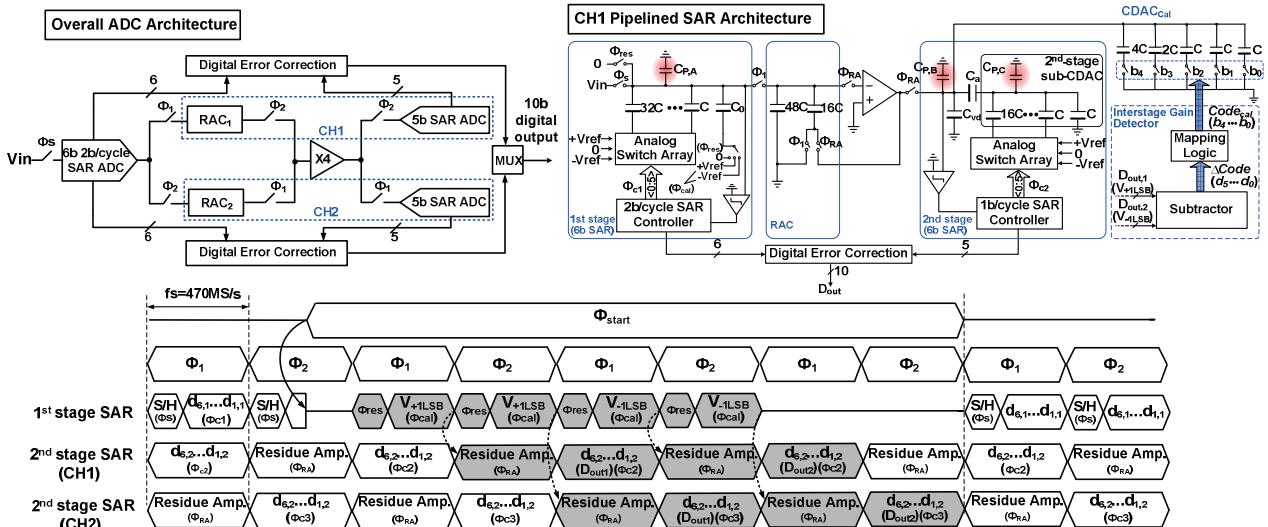 Overall ADC Architecture
Digital Error Correction
6
5
Φ1
Φ2
Φ2
RAC1
CH1
5b SAR ADC
10b
digital
output
Vin
Φs
6b 2b/cycle
SAR ADC
X4
MUX
Φ2
Φ1
Φ1
RAC2
CH2
5b SAR ADC
6
5
Digital Error Correction
CH1 Pipelined SAR Architecture
Φres
0
Vin
Φs
CP,A
32C
C
C0
+Vref
0
-Vref
Analog
Switch Array
(Φres)
0
+Vref
-Vref
(Φcal)
Φc1
<0:5>
2b/cycle SAR
Controller
1st stage
(6b SAR)
6
Φ1
48C
16C
Φ1
ΦRA
ΦRA
RAC
ΦRA
Digital Error Correction
10
Dout
5
CP,B
Ca
CP,C
2nd-stage
sub-CDAC
Cvd
16C
C
C
Analog
Switch Array
+Vref
0
-Vref
<0:5>
Φc2
1b/cycle SAR
Controller
2nd stage
(6b SAR)
CDACCal
4C
2C
C
C
C
b4
b3
b2
b1
b0
Interstage Gain
Detector
Codecal
(b4•••b0)
Mapping
Logic
ΔCode
(d5•••d0)
Dout,1
(V+1LSB)
Dout,2
(V-1LSB)
Subtractor
fs=470MS/s
Φstart
Φ1 Φ2 Φ1 Φ2 Φ1 Φ2 Φ1 Φ2 Φ1 Φ2
1st stage SAR
S/H (Φs) d6,1...d1,1 (Φc1) S/H (Φs) Φres V+1LSB (Φcal) Φres V+1LSB (Φcal) Φres V-1LSB (Φcal) Φres V-1LSB (Φcal) S/H (Φs) d6,1...d1,1 S/H (Φs) d6,1...d1,1
2nd stage SAR
(CH1)
d6,2...d1,2 (Φc2) Residue Amp. (ΦRA) d6,2...d1,2 (Φc2) Residue Amp. (ΦRA) d6,2...d1,2 (Dout1)(Φc2) Residue Amp. (ΦRA) d6,2...d1,2 (Dout2)(Φc2) Residue Amp. (ΦRA) d6,2...d1,2 (Φc2) Residue Amp. (ΦRA)
2nd stage SAR
(CH2)
Residue Amp. (ΦRA) d6,2...d1,2 (Φc3) Residue Amp. (ΦRA) d6,2...d1,2 (Φc3) Residue Amp. (ΦRA) d6,2...d1,2 (Dout1)(Φc3) Residue Amp. (ΦRA) d6,2...d1,2 (Dout2)(Φc3) Residue Amp. (ΦRA) d6,2...d1,2 (Φc3)